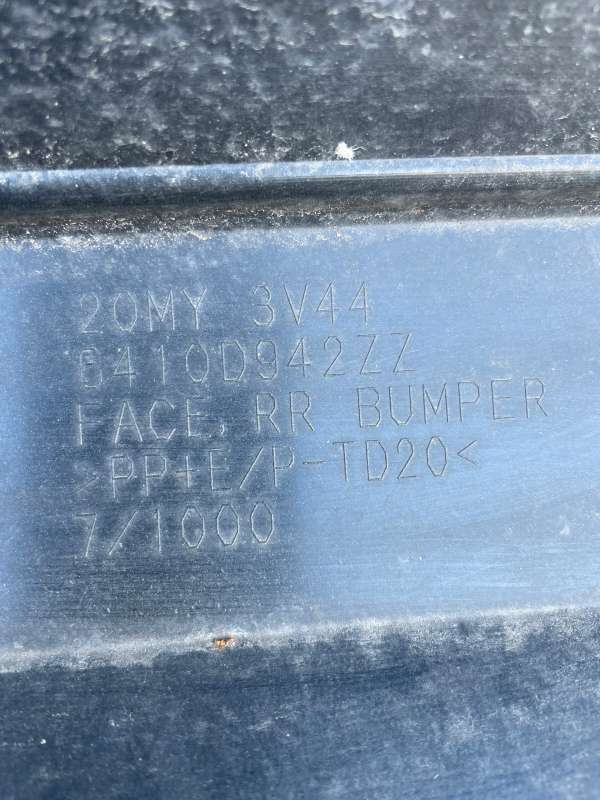 20MY 3V44
6410D942ZZ
FACE, RR BUMPER
>PP+E/P-TD20<
7/1000